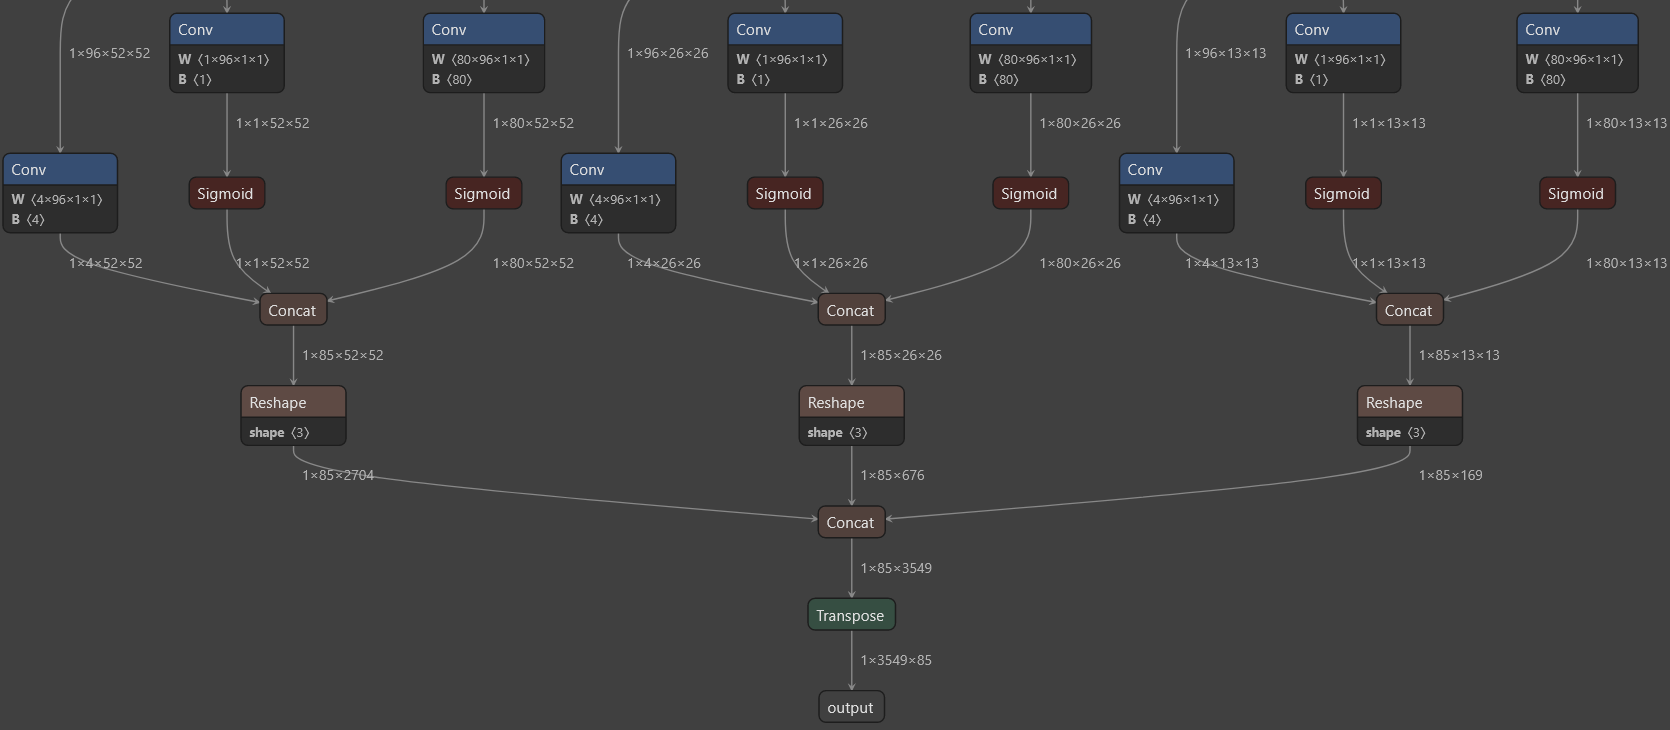 Conv
Conv
Conv
Conv
Conv
Conv
1×96×52×52
W ⟨1×96×1×1⟩
B ⟨1⟩
W ⟨80×96×1×1⟩
B ⟨80⟩
1×96×26×26
W ⟨1×96×1×1⟩
B ⟨1⟩
W ⟨80×96×1×1⟩
B ⟨80⟩
1×96×13×13
W ⟨1×96×1×1⟩
B ⟨1⟩
W ⟨80×96×1×1⟩
B ⟨80⟩
1×1×52×52
1×80×52×52
1×1×26×26
1×80×26×26
1×1×13×13
1×80×13×13
Conv
W ⟨4×96×1×1⟩
B ⟨4⟩
Sigmoid
Sigmoid
Conv
W ⟨4×96×1×1⟩
B ⟨4⟩
Sigmoid
Sigmoid
Conv
W ⟨4×96×1×1⟩
B ⟨4⟩
Sigmoid
Sigmoid
1×4×52×52
1×1×52×52
1×80×52×52
1×4×26×26
1×1×26×26
1×80×26×26
1×4×13×13
1×1×13×13
1×80×13×13
Concat
Concat
Concat
1×85×52×52
1×85×26×26
1×85×13×13
Reshape
shape ⟨3⟩
Reshape
shape ⟨3⟩
Reshape
shape ⟨3⟩
1×85×2704
1×85×676
1×85×169
Concat
1×85×3549
Transpose
1×3549×85
output